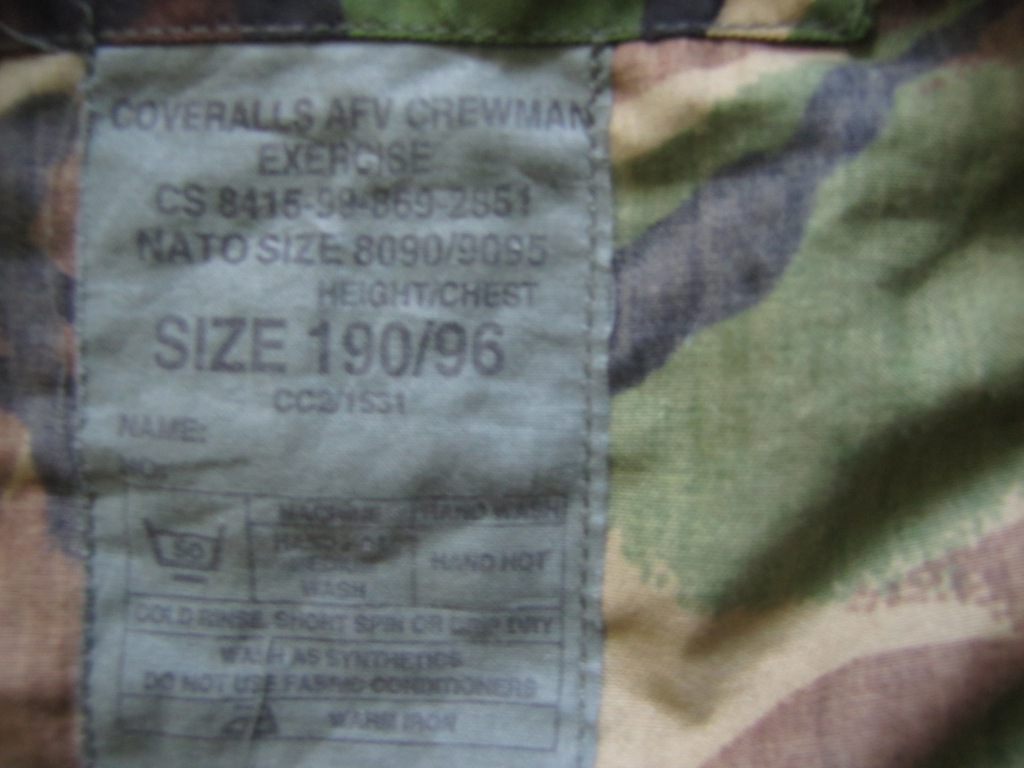 COVERALLS AFV CREWMAN
EXERCISE
CS 8415-99-869-2851
NATO SIZE 8090/9095
HEIGHT/CHEST
SIZE 190/96
CC2/1531
NAME:
NO:
50
MACHINE HAND WASH
WASH HAND HOT
COLD RINSE. SHORT SPIN OR DRIP DRY
WASH AS SYNTHETICS
DO NOT USE FABRIC CONDITIONERS
WARM IRON